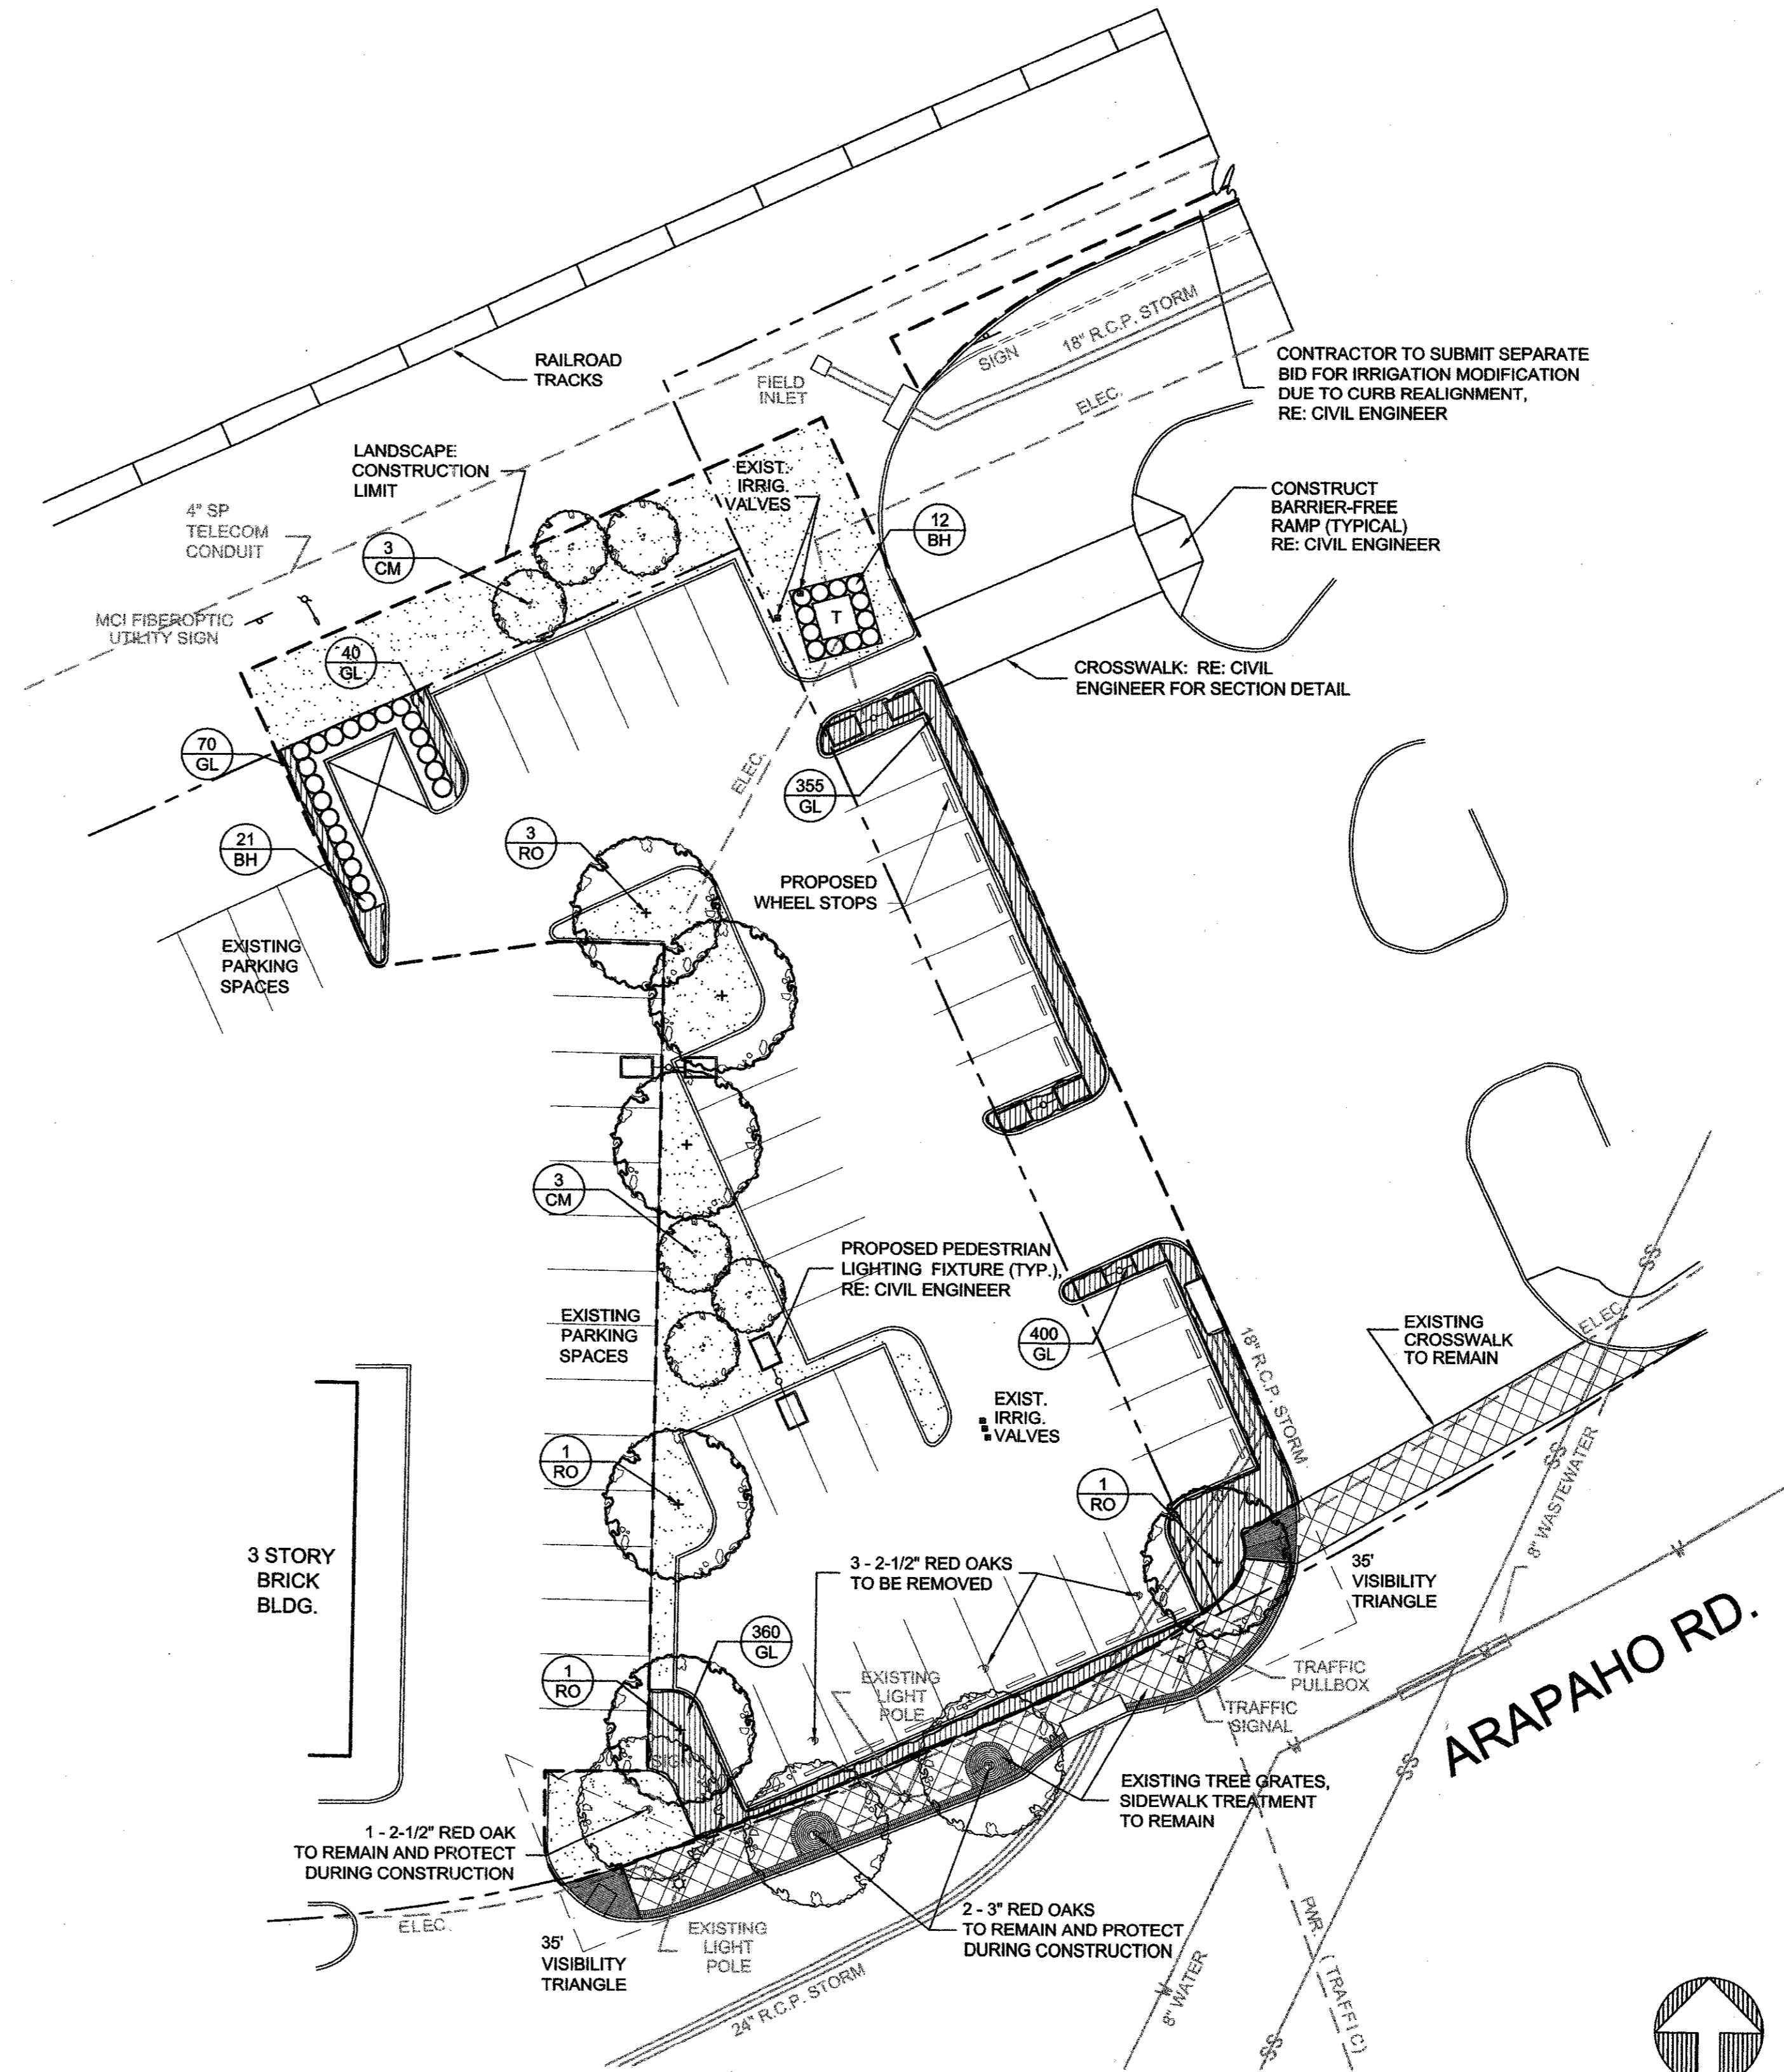 RAILROAD
TRACKS
FIELD
INLET
SIGN
18" R.C.P. STORM
ELEC.
CONTRACTOR TO SUBMIT SEPARATE
BID FOR IRRIGATION MODIFICATION
DUE TO CURB REALIGNMENT,
RE: CIVIL ENGINEER
LANDSCAPE
CONSTRUCTION
LIMIT
EXIST.
IRRIG.
VALVES
CONSTRUCT
BARRIER-FREE
RAMP (TYPICAL)
RE: CIVIL ENGINEER
4" SP
TELECOM
CONDUIT
3
CM
12
BH
T
MCI FIBEROPTIC
UTILITY SIGN
40
GL
CROSSWALK: RE: CIVIL
ENGINEER FOR SECTION DETAIL
70
GL
ELEC.
355
GL
21
BH
3
RO
PROPOSED
WHEEL STOPS
EXISTING
PARKING
SPACES
3
CM
PROPOSED PEDESTRIAN
LIGHTING FIXTURE (TYP.),
RE: CIVIL ENGINEER
EXISTING
PARKING
SPACES
400
GL
18" R.C.P. STORM
EXISTING
CROSSWALK
TO REMAIN
SS
ELEC.
EXIST.
IRRIG.
VALVES
1
RO
1
RO
SS
8" WASTEWATER
W
3 STORY
BRICK
BLDG.
3 - 2-1/2" RED OAKS
TO BE REMOVED
35'
VISIBILITY
TRIANGLE
ARAPAHO RD.
360
GL
1
RO
EXISTING
LIGHT
POLE
TRAFFIC
PULLBOX
TRAFFIC
SIGNAL
W
W
SS
SIGN
EXISTING TREE GRATES,
SIDEWALK TREATMENT
TO REMAIN
1 - 2-1/2" RED OAK
TO REMAIN AND PROTECT
DURING CONSTRUCTION
ELEC.
35'
VISIBILITY
TRIANGLE
EXISTING
LIGHT
POLE
2 - 3" RED OAKS
TO REMAIN AND PROTECT
DURING CONSTRUCTION
24" R.C.P. STORM
W
8" WATER
PWR. (TRAFFIC)
SS